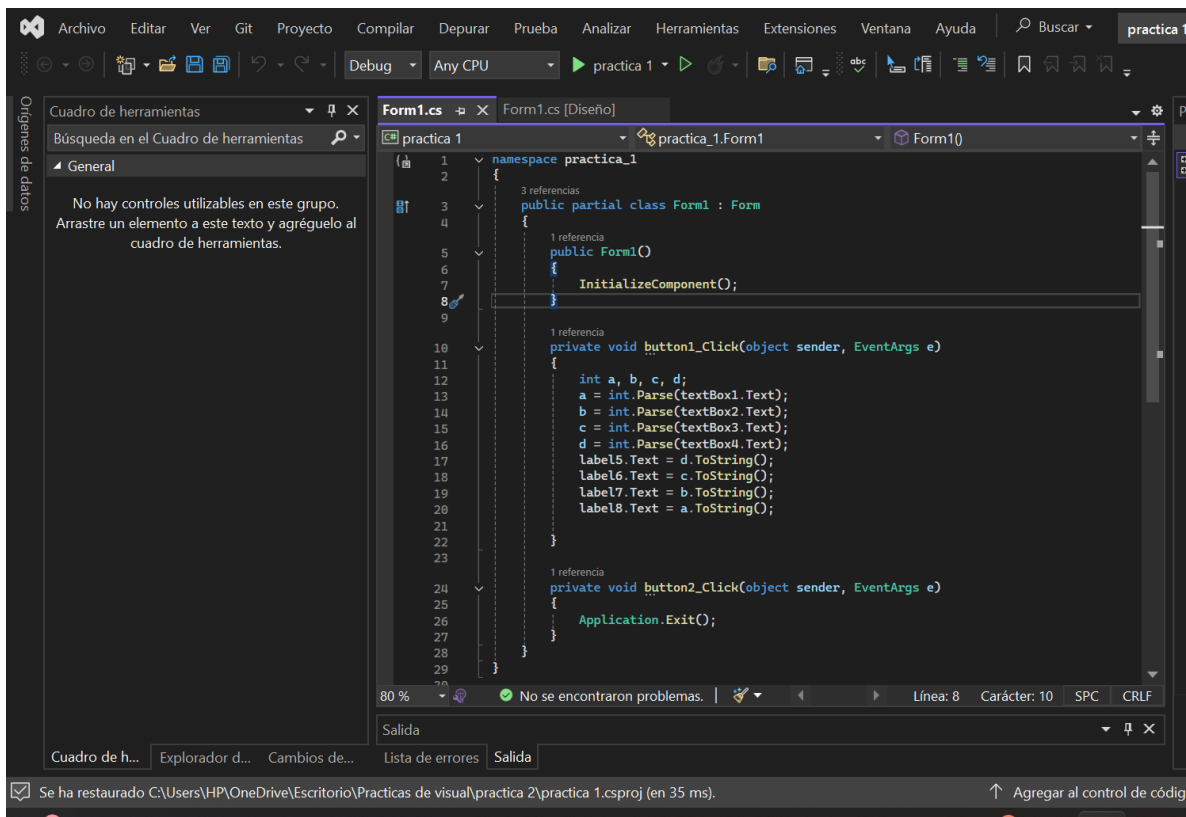 Archivo Editar Ver Git Proyecto Compilar Depurar Prueba Analizar Herramientas Extensiones Ventana Ayuda Buscar practica 1
Debug Any CPU practica 1 abc
Orígenes de datos
Cuadro de herramientas
Búsqueda en el Cuadro de herramientas
General
No hay controles utilizables en este grupo.
Arrastre un elemento a este texto y agréguelo al
cuadro de herramientas.
Form1.cs Form1.cs [Diseño]
C# practica 1 practica_1.Form1 Form1()
1 namespace practica_1
2 {
3 referencias
3 public partial class Form1 : Form
4 {
1 referencia
5 public Form1()
6 {
7 InitializeComponent();
8 }
9
1 referencia
10 private void button1_Click(object sender, EventArgs e)
11 {
12 int a, b, c, d;
13 a = int.Parse(textBox1.Text);
14 b = int.Parse(textBox2.Text);
15 c = int.Parse(textBox3.Text);
16 d = int.Parse(textBox4.Text);
17 label5.Text = d.ToString();
18 label6.Text = c.ToString();
19 label7.Text = b.ToString();
20 label8.Text = a.ToString();
21
22 }
23
1 referencia
24 private void button2_Click(object sender, EventArgs e)
25 {
26 Application.Exit();
27 }
28 }
29 }
80 % No se encontraron problemas. Línea: 8 Carácter: 10 SPC CRLF
Salida
Cuadro de h... Explorador d... Cambios de... Lista de errores Salida
Se ha restaurado C:\Users\HP\OneDrive\Escritorio\Practicas de visual\practica 2\practica 1.csproj (en 35 ms). Agregar al control de códig